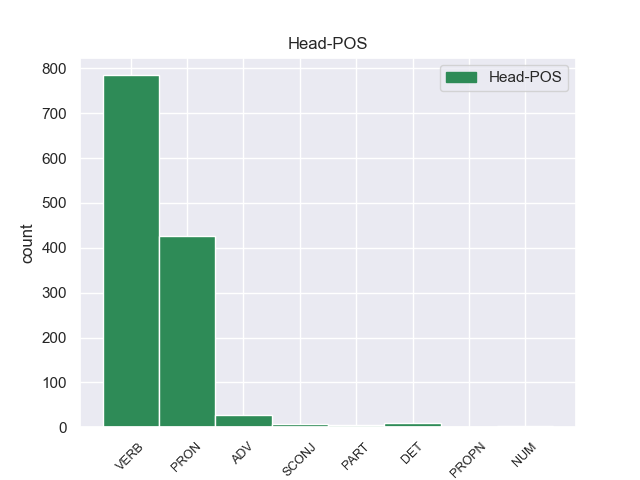 Head-POS
Head-POS
800
700
600
500
400
300
200
100
0
count
VERB
PRON
ADV
SCONJ
PART
DET
PROPN
NUM